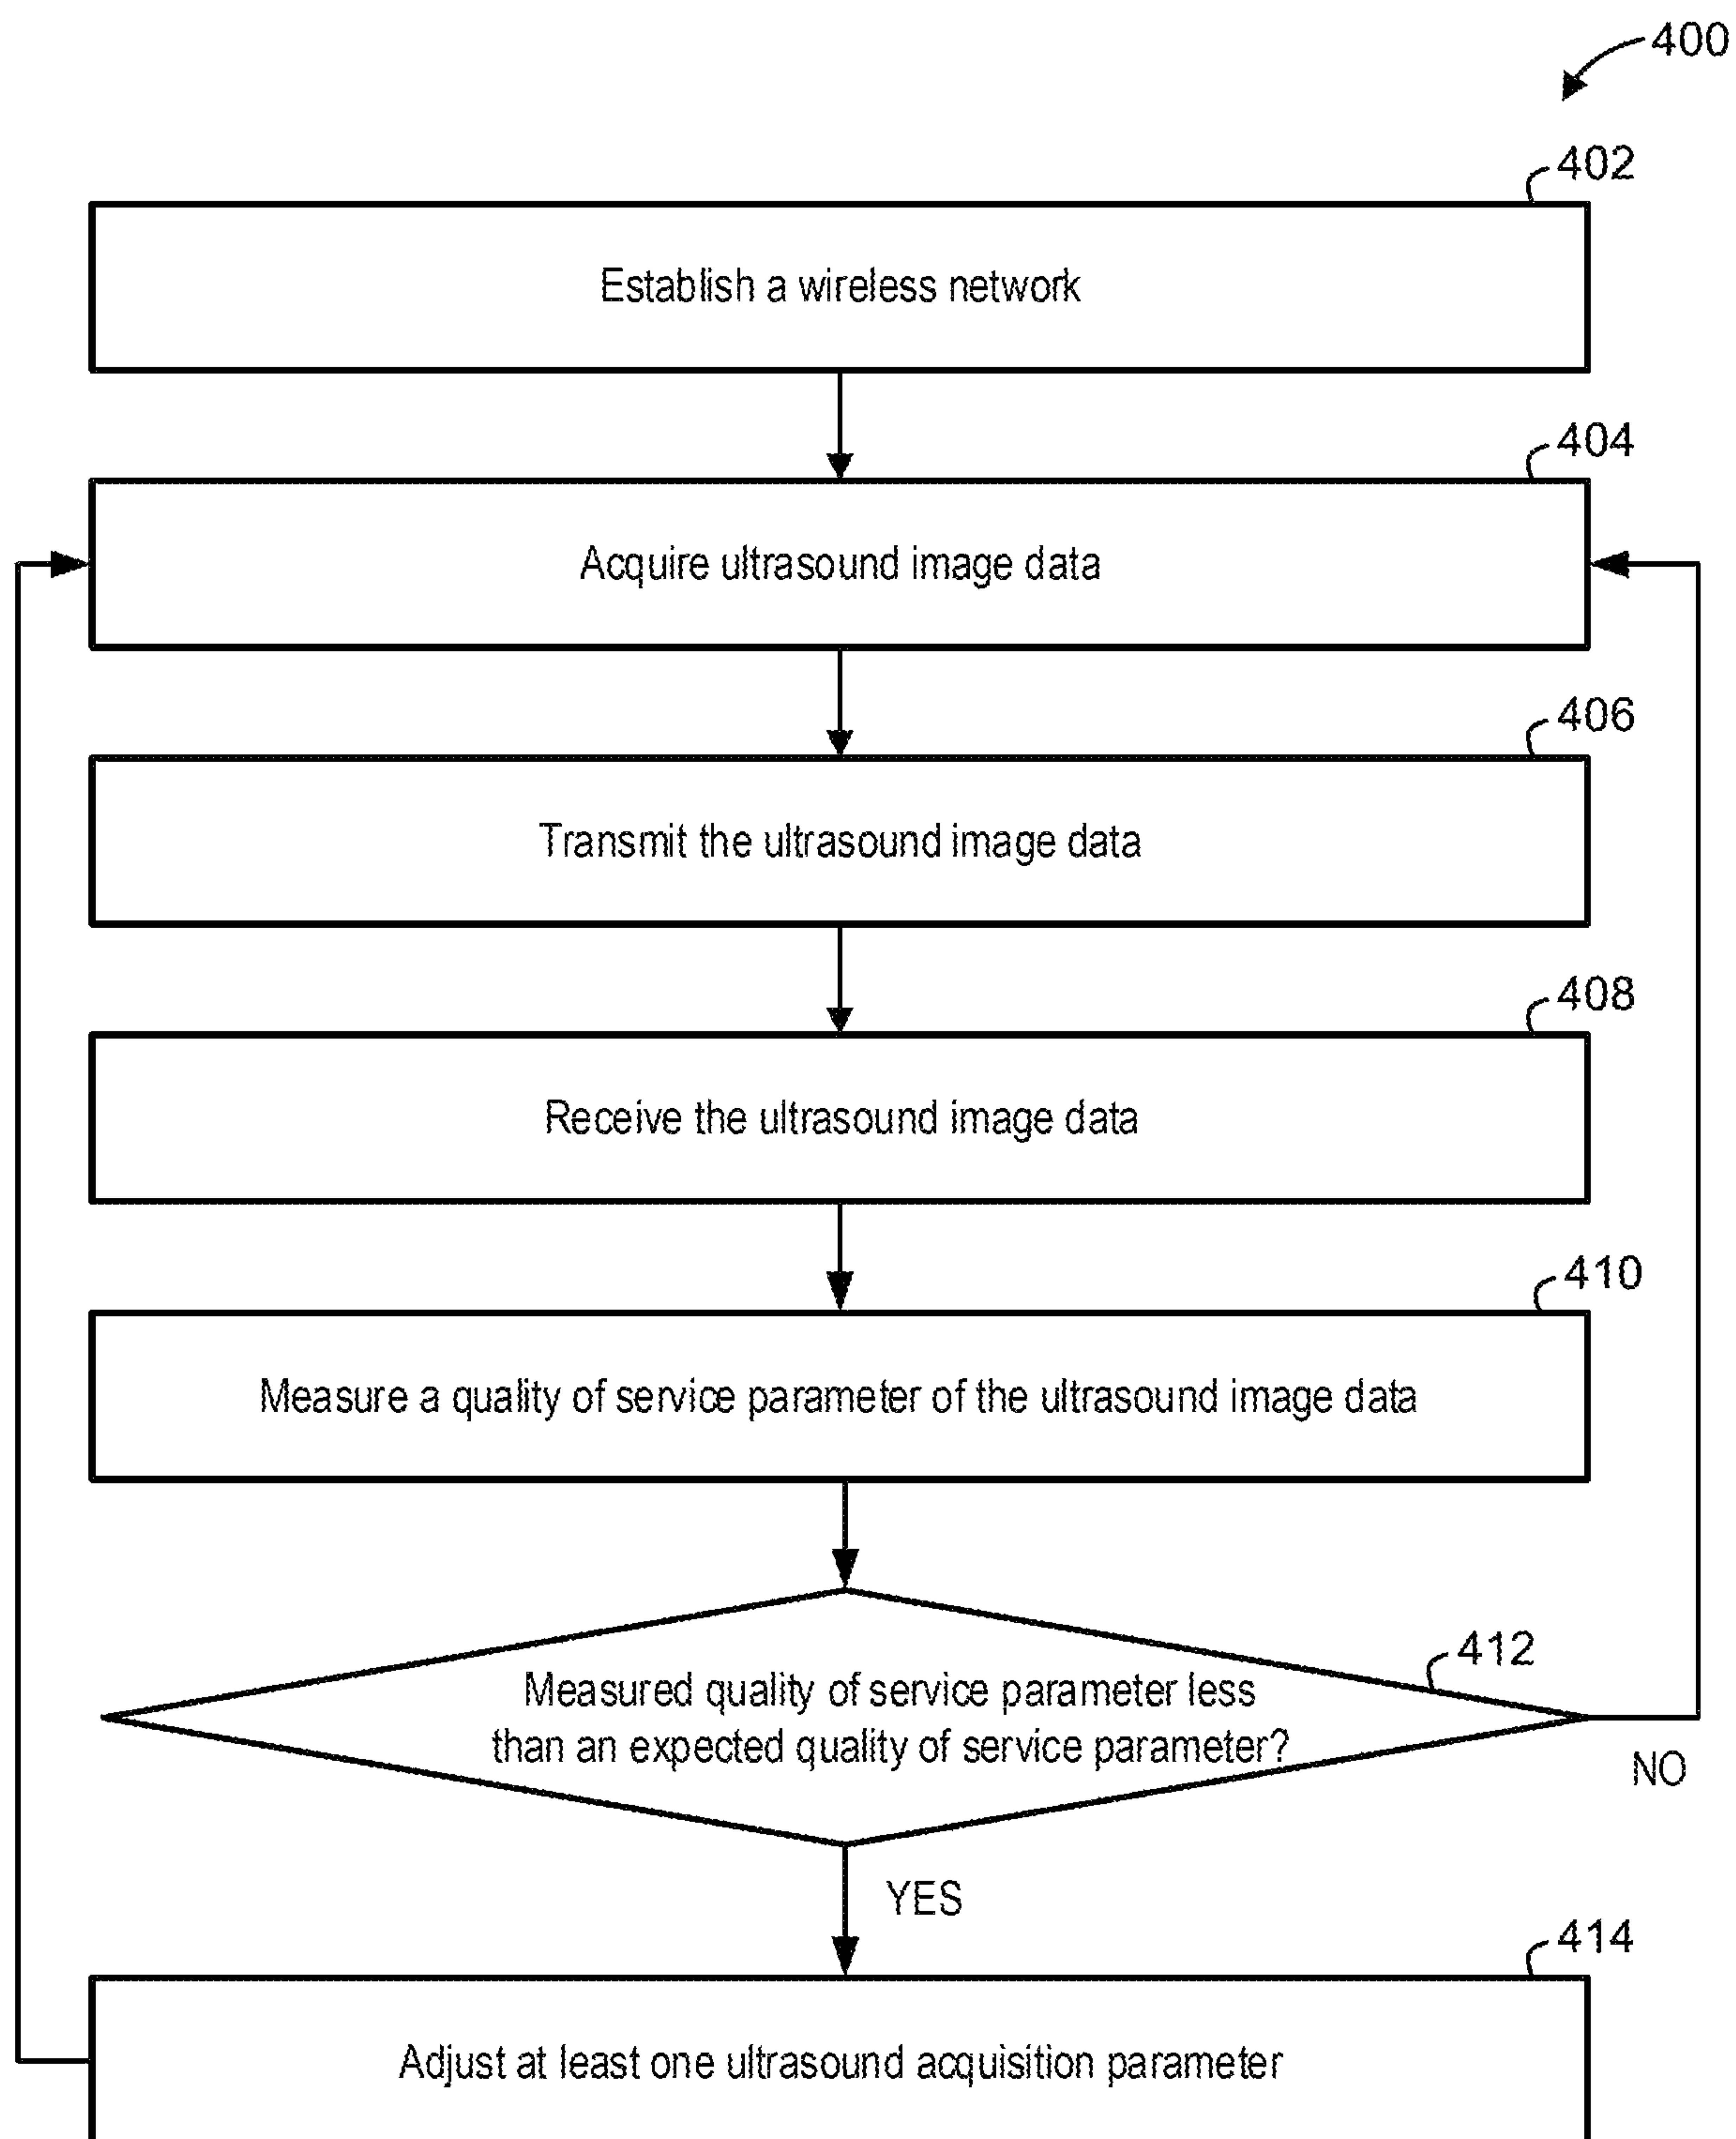 400
402
Establish a wireless network
404
Acquire ultrasound image data
406
Transmit the ultrasound image data
408
Receive the ultrasound image data
410
Measure a quality of service parameter of the ultrasound image data
412
Measured quality of service parameter less
than an expected quality of service parameter?
NO
YES
414
Adjust at least one ultrasound acquisition parameter